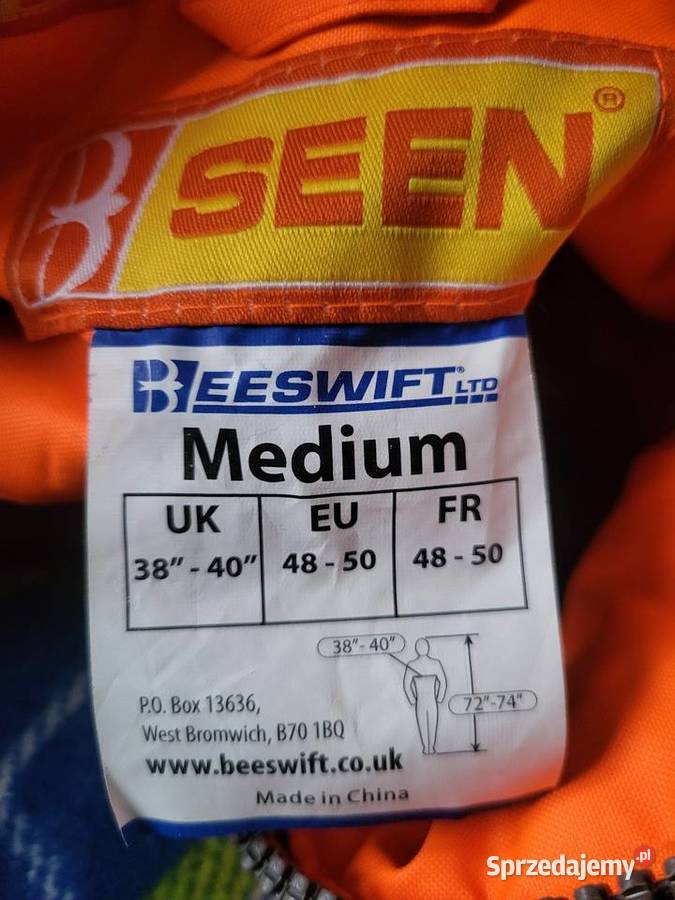 B SEEN®
BEESWIFT® LTD
Medium
UK EU FR
38" - 40" 48 - 50 48 - 50
38"- 40"
72"-74"
P.O. Box 13636,
West Bromwich, B70 1BQ
www.beeswift.co.uk
Made in China
Sprzedajemy.pl